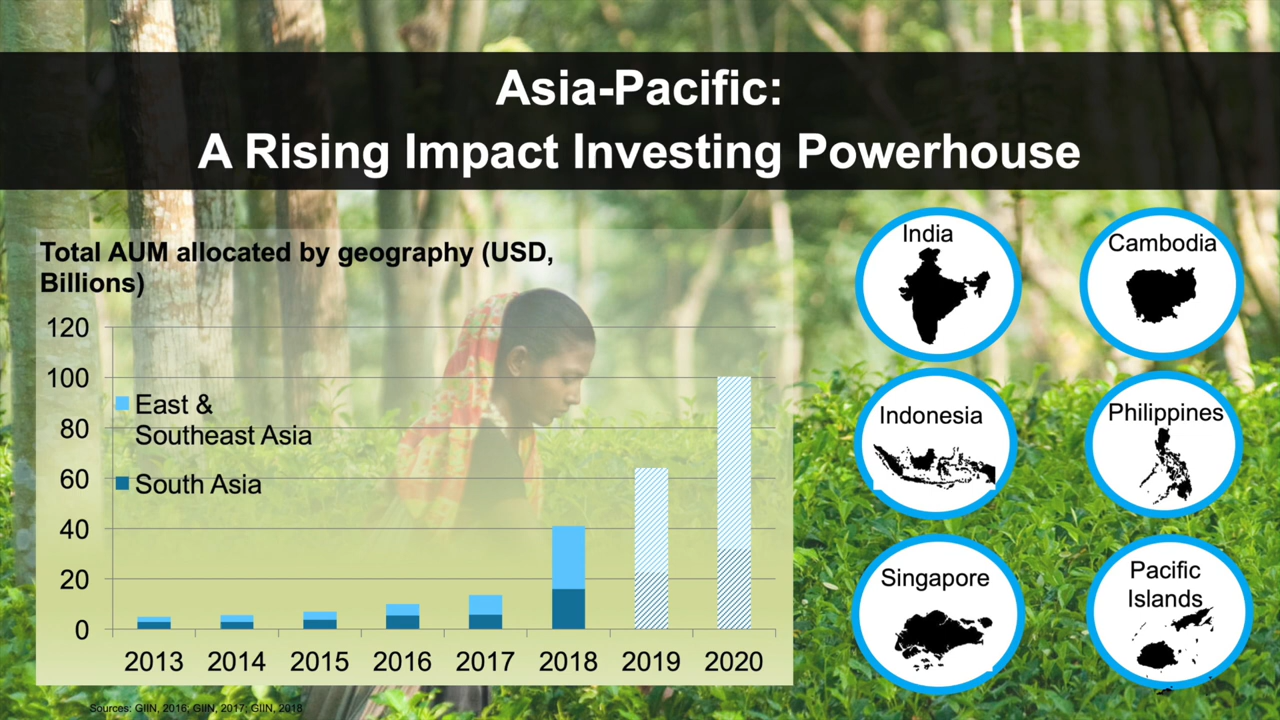 Asia-Pacific:
A Rising Impact Investing Powerhouse
Total AUM allocated by geography (USD,
Billions)
120
100
80
60
40
20
0
East &
Southeast Asia
South Asia
2013 2014 2015 2016 2017 2018 2019 2020
India
Cambodia
Indonesia
Philippines
Singapore
Pacific
Islands
Sources: GIIN, 2016; GIIN, 2017; GIIN, 2018